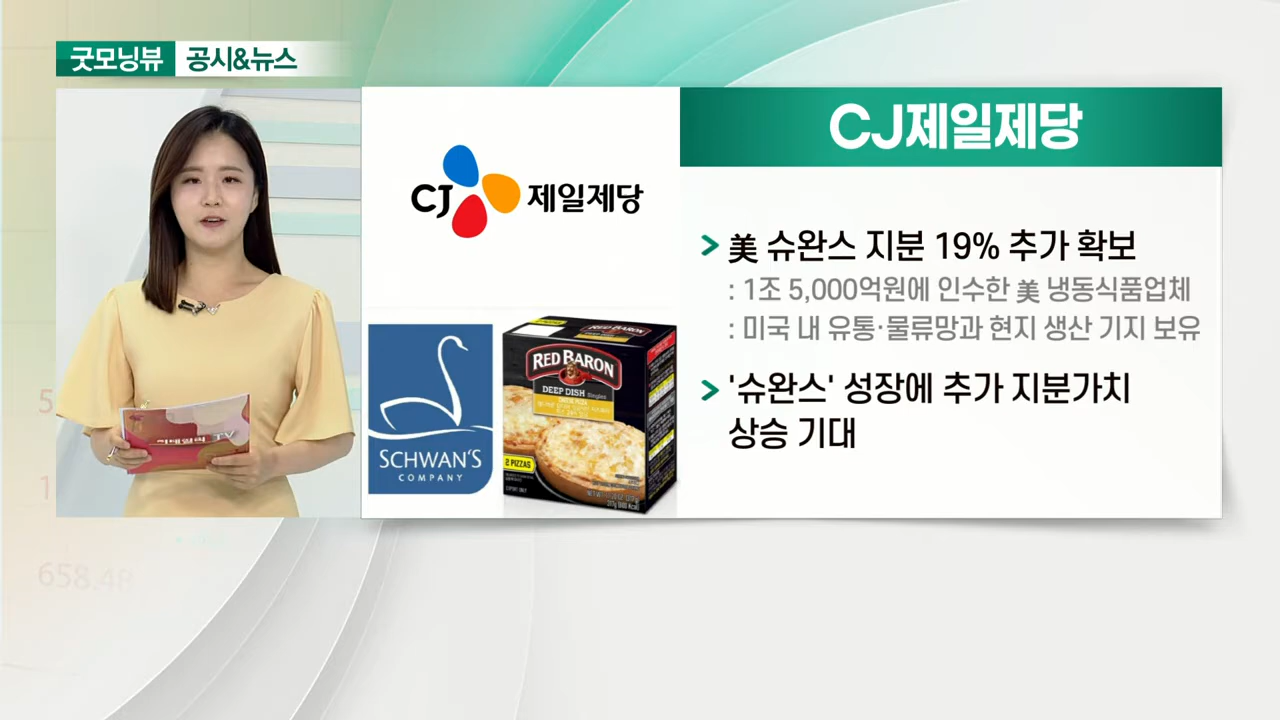 굿모닝뷰 공시&뉴스
CJ제일제당
CJ 제일제당
美 슈완스 지분 19% 추가 확보
: 1조 5,000억원에 인수한 美 냉동식품업체
: 미국 내 유통·물류망과 현지 생산 기지 보유
'슈완스' 성장에 추가 지분가치
상승 기대
SCHWAN'S
COMPANY
RED BARON
RED BARON
DEEP DISH Singles
2 PIZZAS
658.48